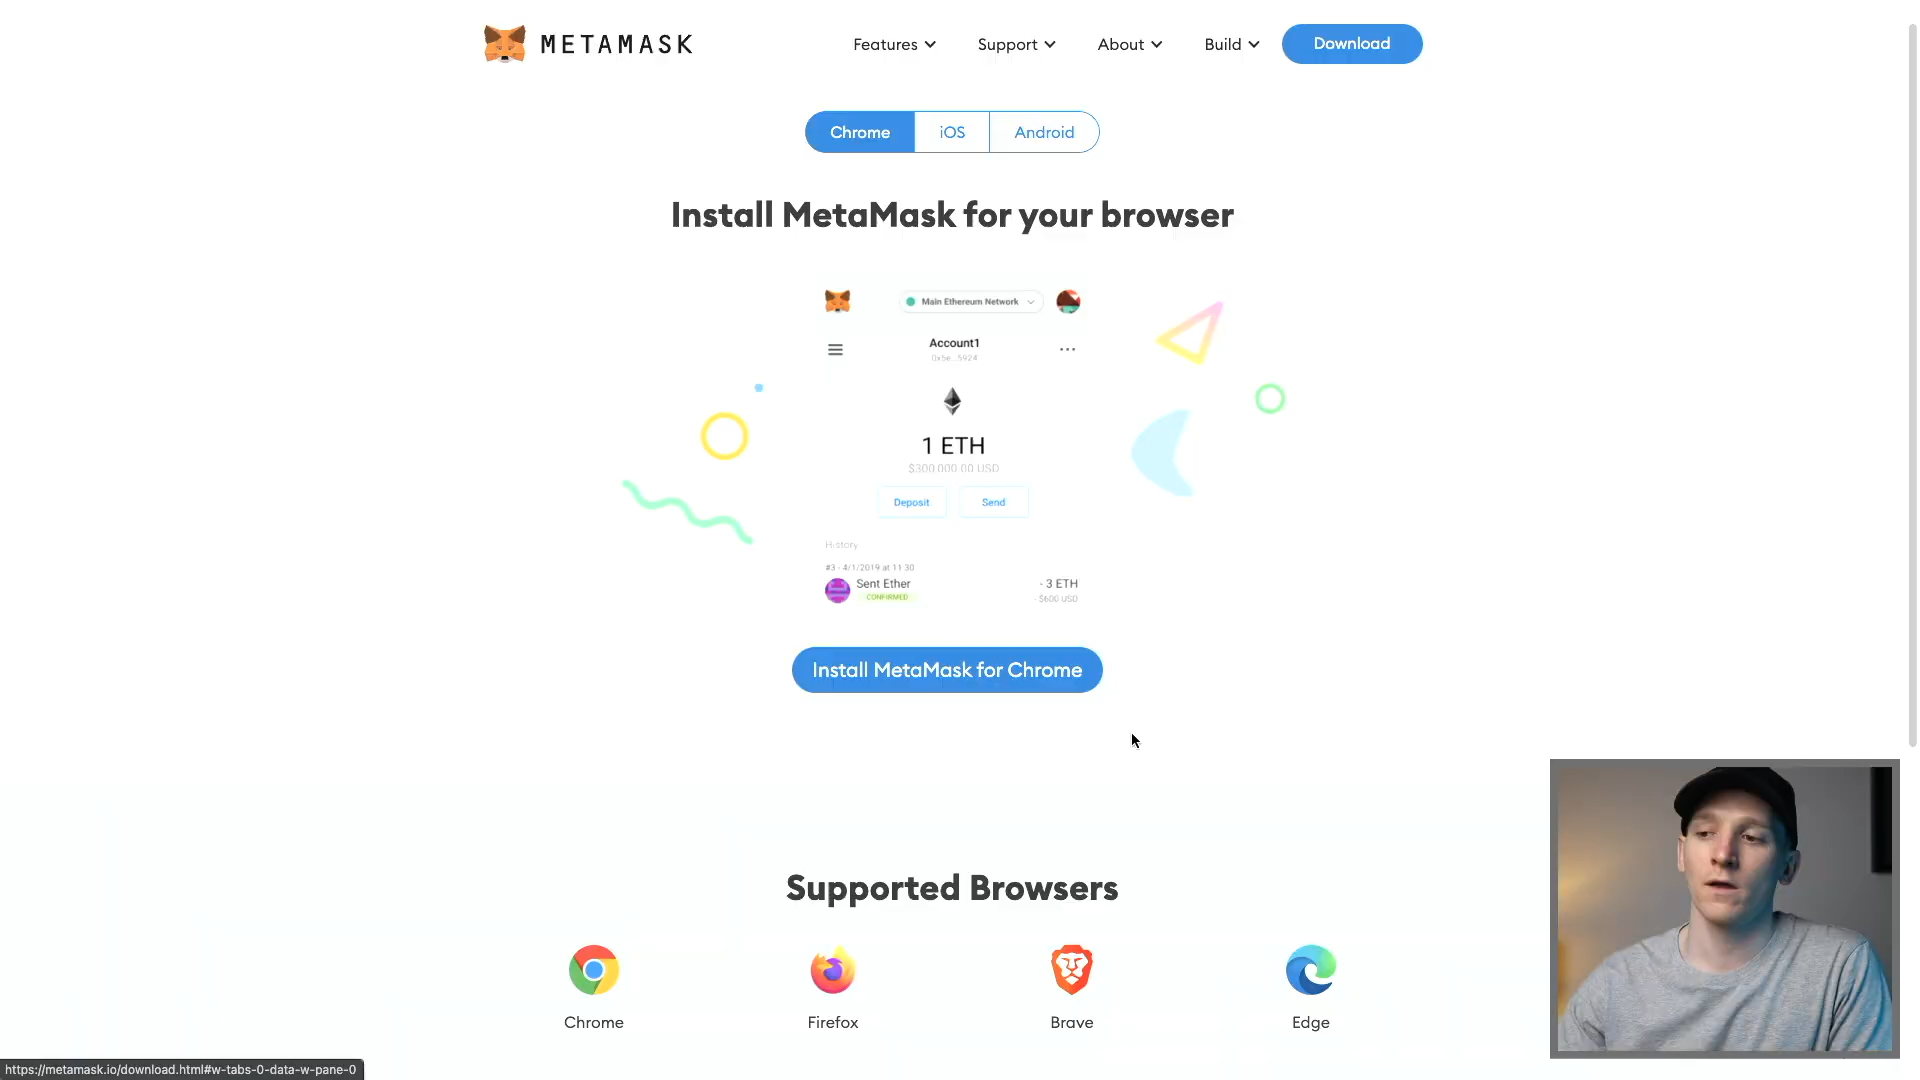 METAMASK
Features
Support
About
Build
Download
Chrome
iOS
Android
Install MetaMask for your browser
Main Ethereum Network
Account1
0x5e...5924
1 ETH
$300 000.00 USD
Deposit
Send
History
#3 - 4/1/2019 at 11:30
Sent Ether
- 3 ETH
CONFIRMED
- $600 USD
Install MetaMask for Chrome
Supported Browsers
Chrome
Firefox
Brave
Edge
https://metamask.io/download.html#w-tabs-0-data-w-pane-0